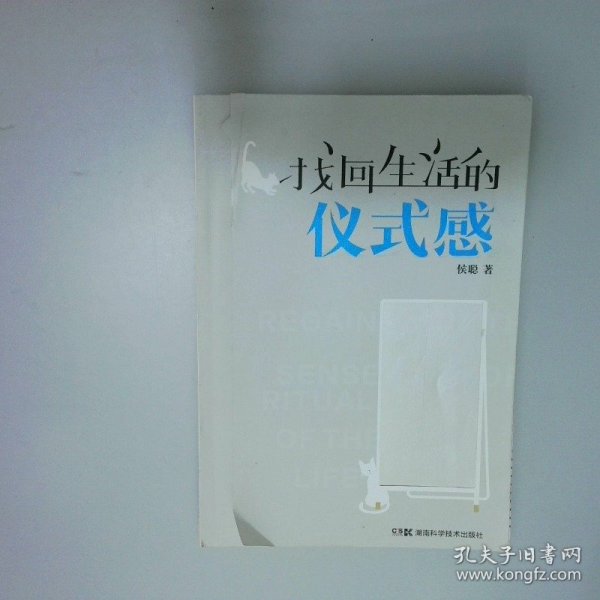 找回生活的
仪式感
侯聪 著
REGAIN
SENSE
RITUAL
OF THE
LIFE
湖南科学技术出版社
孔夫子旧书网
www.kongfz.com